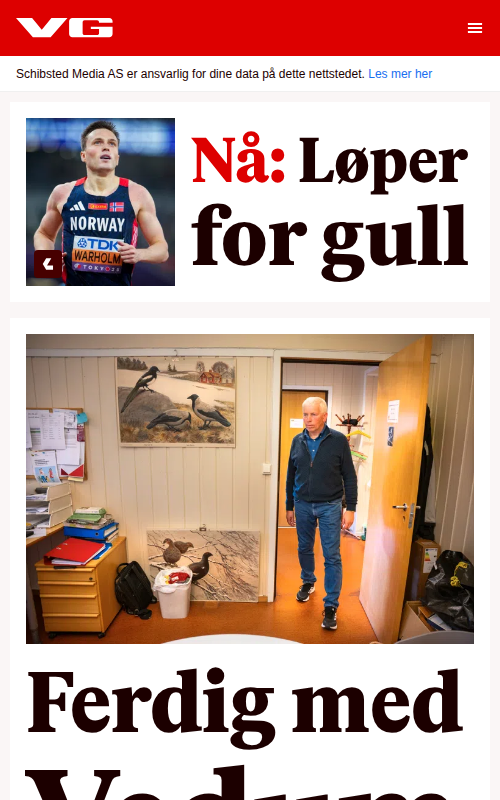 VG
Schibsted Media AS er ansvarlig for dine data på dette nettstedet. Les mer her
NORWAY
TDK
WARHOLM
TOKYO25
Nå: Løper
for gull
Ferdig med